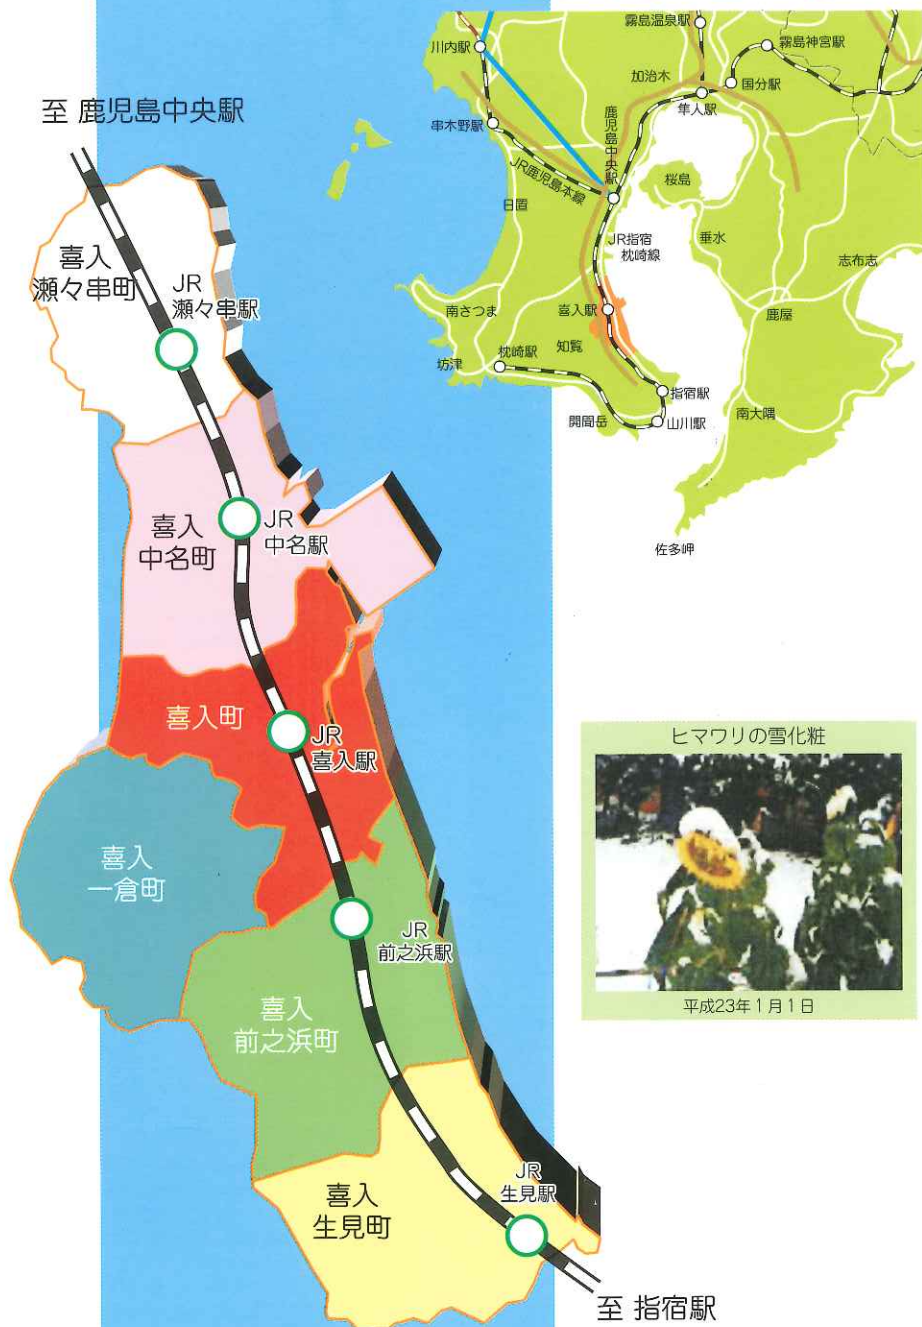 至 鹿児島中央駅
喜入
瀬々串町
JR
瀬々串駅
喜入
中名町
JR
中名駅
喜入町
JR
喜入駅
喜入
一倉町
JR
前之浜駅
喜入
前之浜町
JR
生見駅
喜入
生見町
至 指宿駅
霧島温泉駅
川内駅
霧島神宮駅
加治木
国分駅
隼人駅
串木野駅
鹿児島中央駅
JR鹿児島本線
桜島
日置
JR指宿
枕崎線
垂水
志布志
南さつま
喜入駅
鹿屋
枕崎駅
知覧
坊津
指宿駅
開聞岳
山川駅
南大隅
佐多岬
ヒマワリの雪化粧
平成23年1月1日